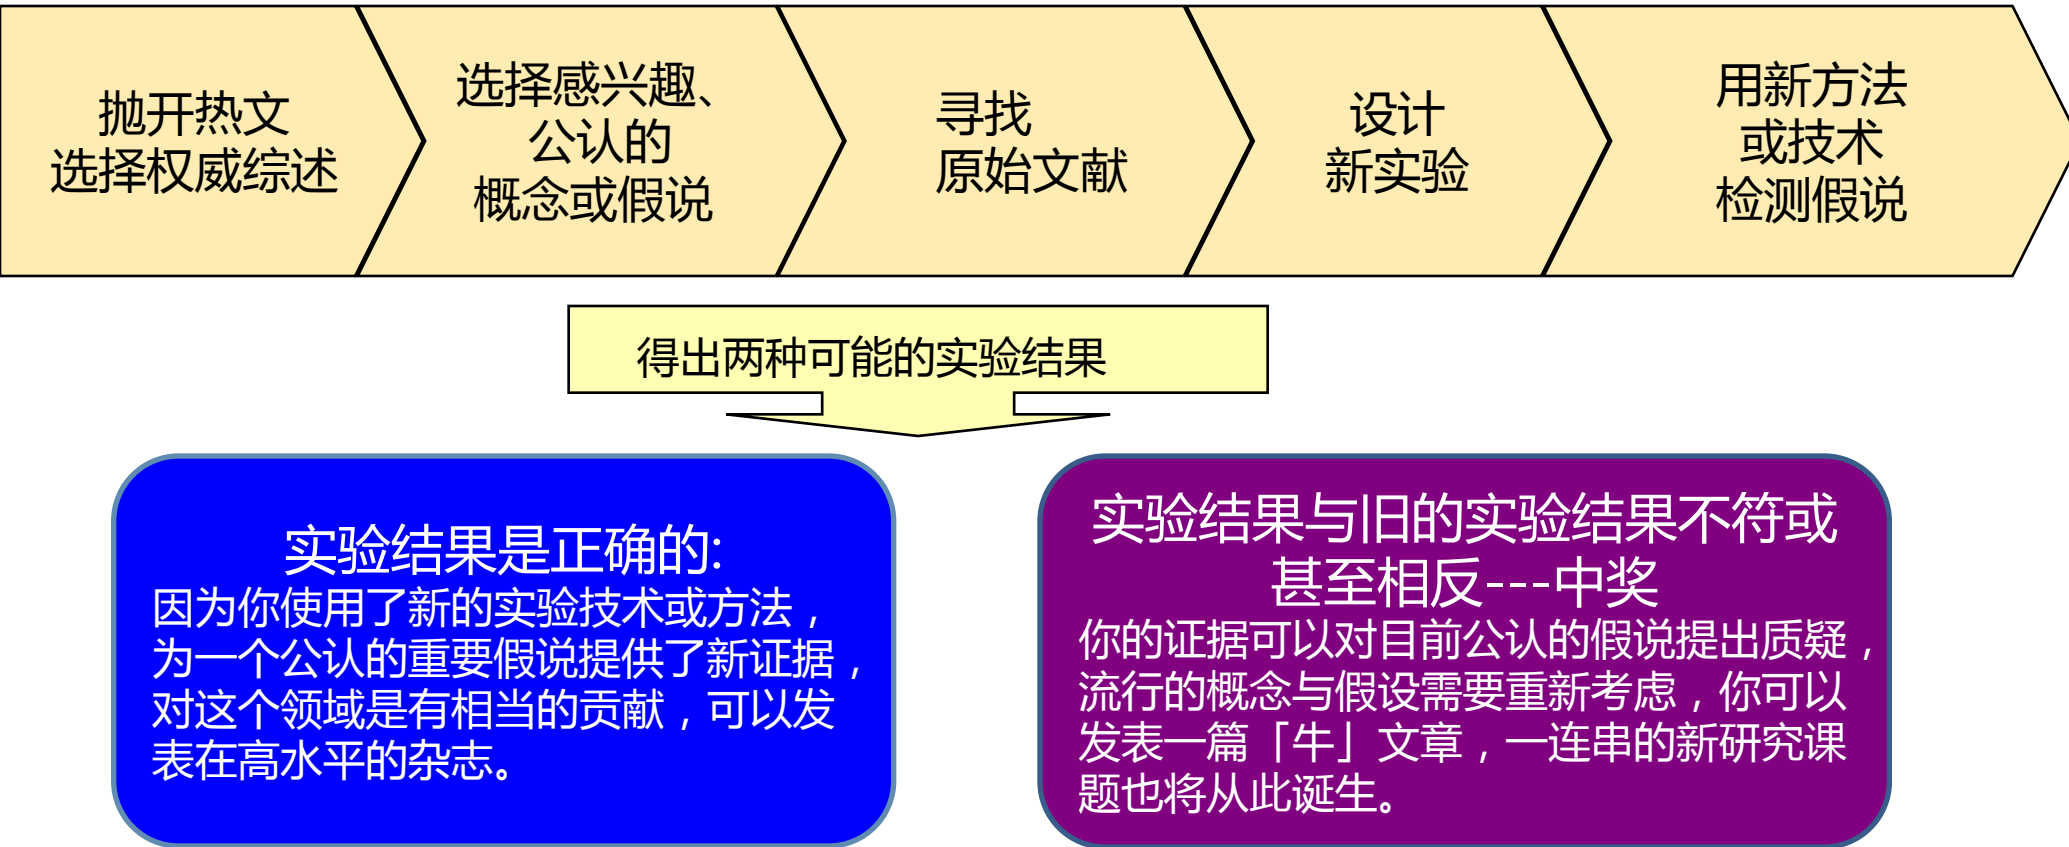 抛开热文
选择权威综述
选择感兴趣、
公认的
概念或假说
寻找
原始文献
设计
新实验
用新方法
或技术
检测假说
得出两种可能的实验结果
实验结果是正确的:
因为你使用了新的实验技术或方法，
为一个公认的重要假说提供了新证据，
对这个领域是有相当的贡献，可以发
表在高水平的杂志。
实验结果与旧的实验结果不符或
甚至相反---中奖
你的证据可以对目前公认的假说提出质疑，
流行的概念与假设需要重新考虑，你可以
发表一篇「牛」文章，一连串的新研究课
题也将从此诞生。